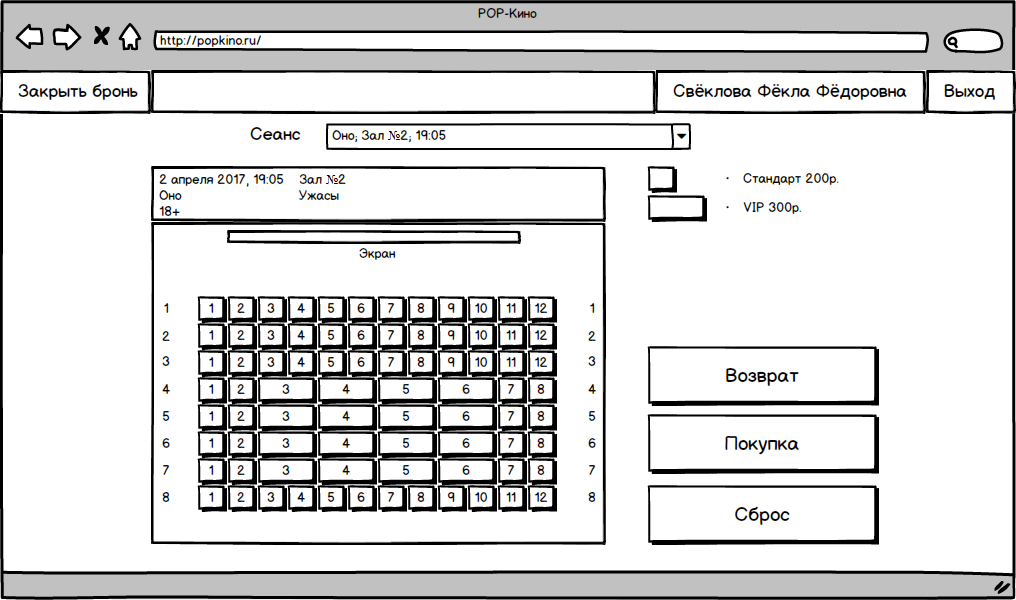 POP-Кино
http://popkino.ru/
Закрыть бронь Свёклова Фёкла Фёдоровна Выход
Сеанс Оно; Зал №2; 19:05
2 апреля 2017, 19:05 Зал №2
Оно Ужасы
18+
- Стандарт 200р.
- VIP 300р.
Экран
1 1 2 3 4 5 6 7 8 9 10 11 12 1
2 1 2 3 4 5 6 7 8 9 10 11 12 2
3 1 2 3 4 5 6 7 8 9 10 11 12 3
4 1 2 3 4 5 6 7 8 4
5 1 2 3 4 5 6 7 8 5
6 1 2 3 4 5 6 7 8 6
7 1 2 3 4 5 6 7 8 7
8 1 2 3 4 5 6 7 8 9 10 11 12 8
Возврат
Покупка
Сброс